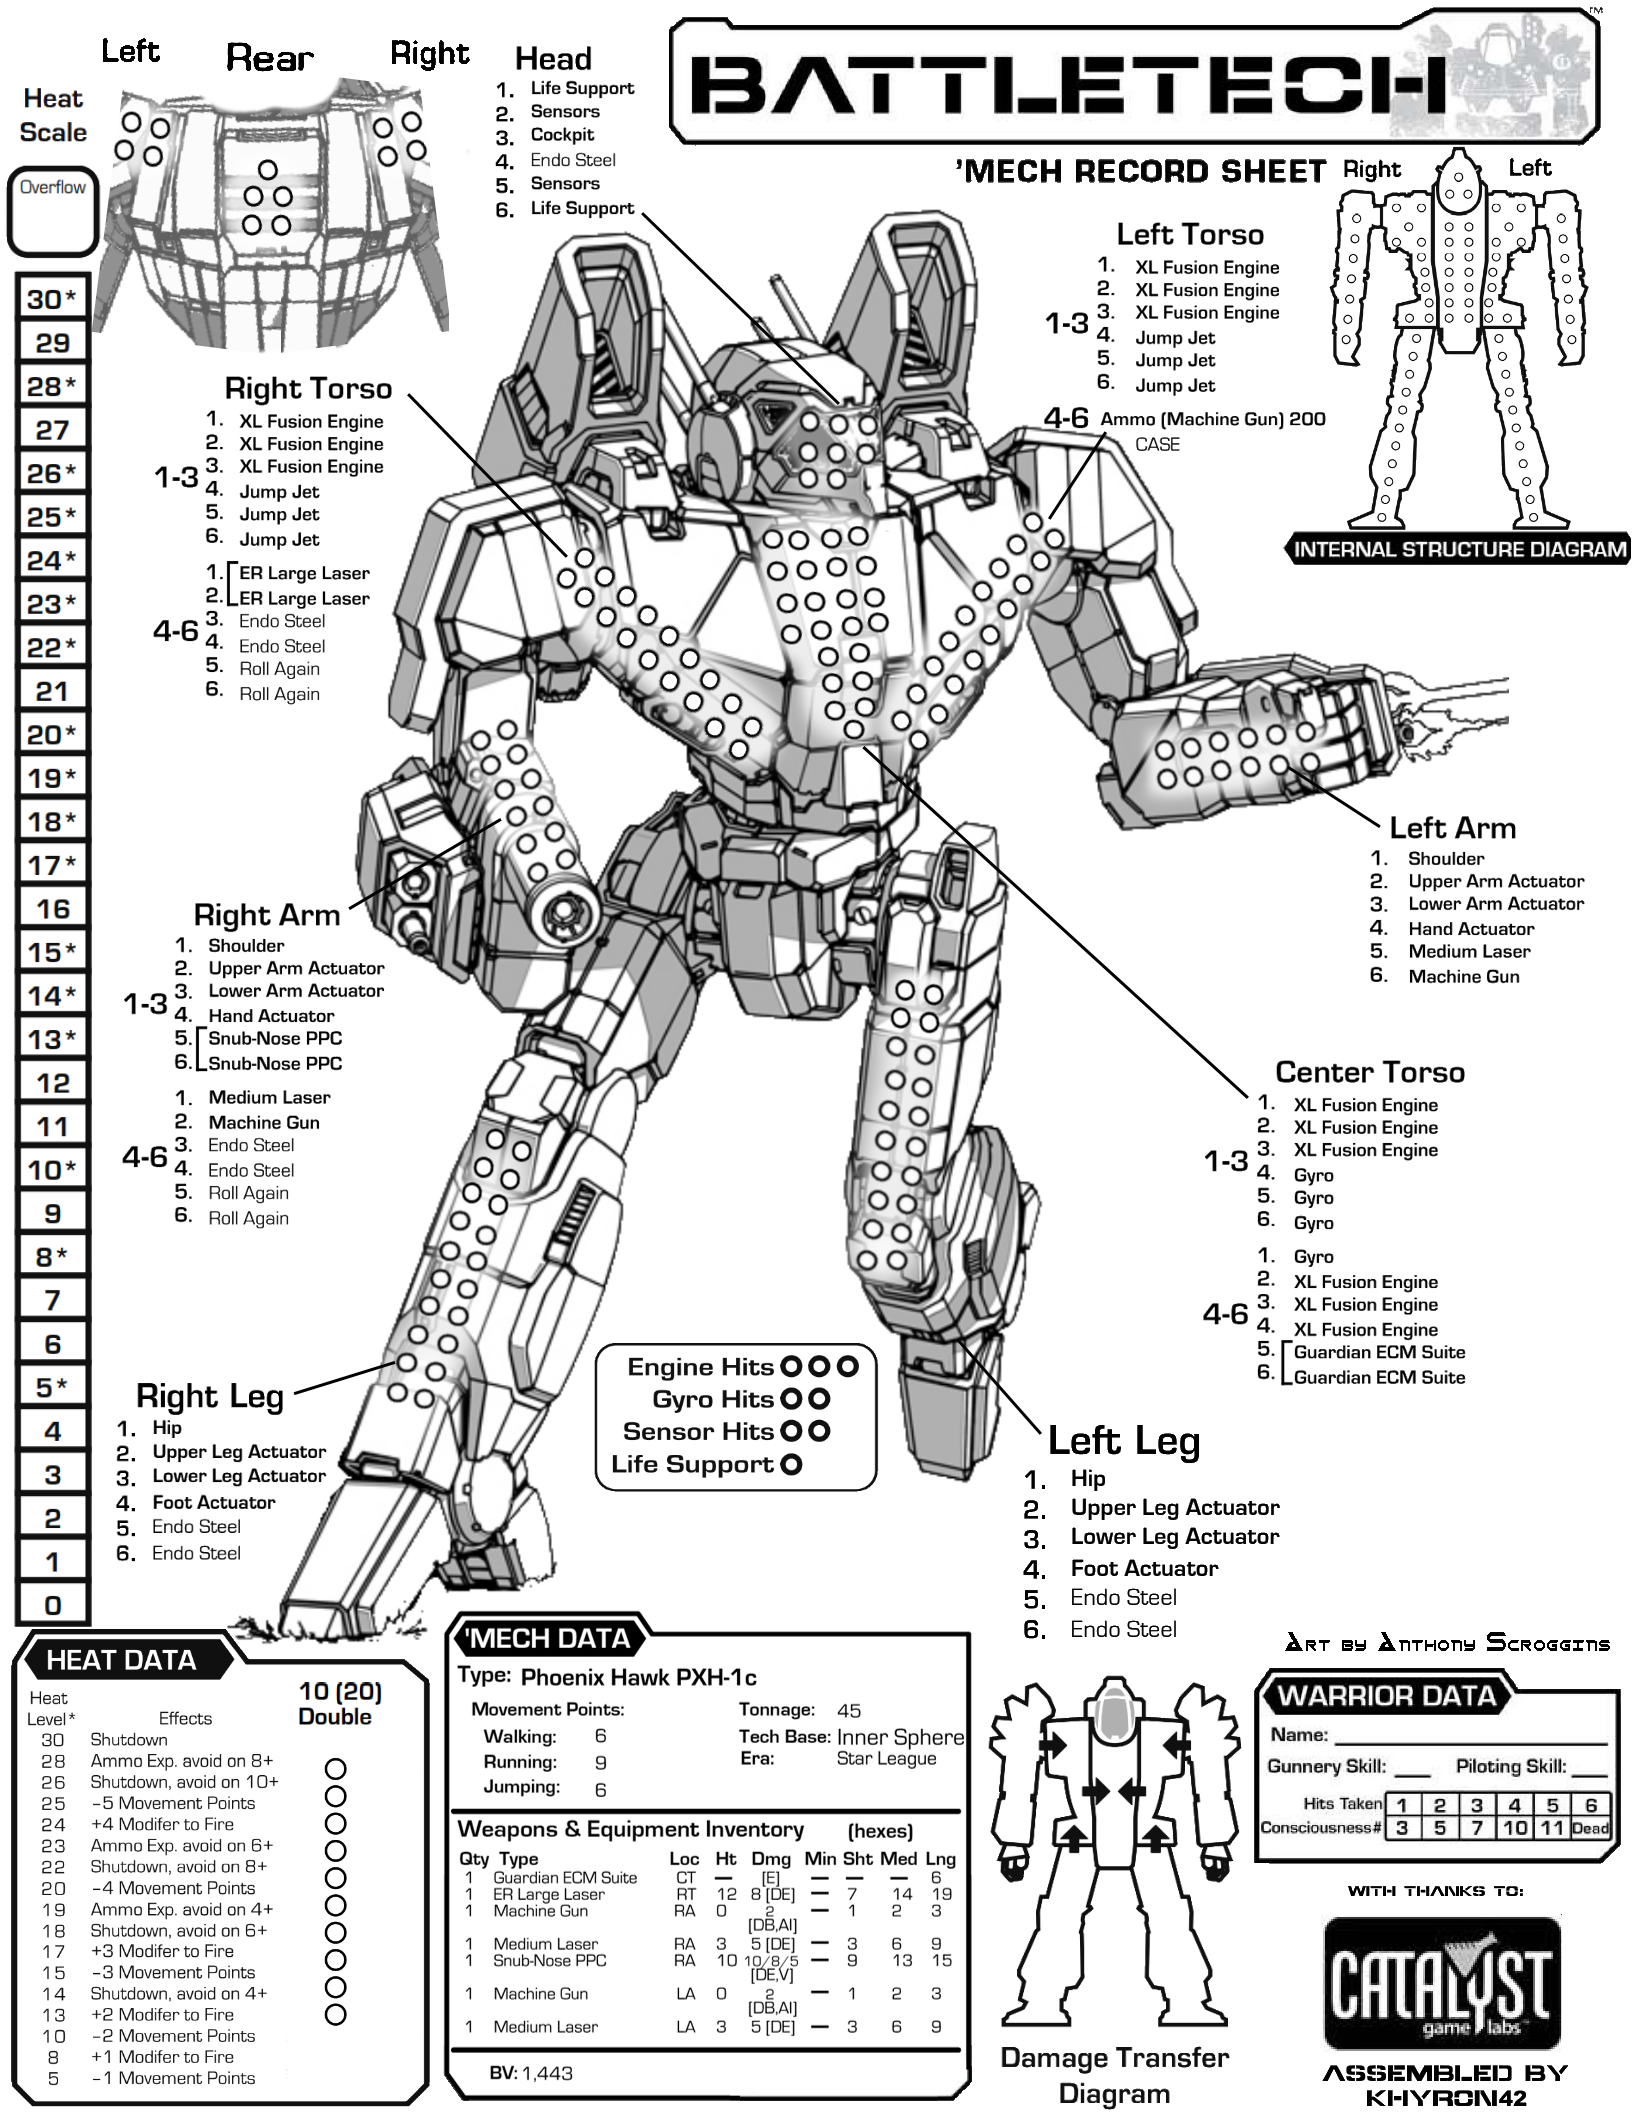 Left Rear Right
Heat
Scale
Overflow
30*
29
28*
27
26*
25*
24*
23*
22*
21
20*
19*
18*
17*
16
15*
14*
13*
12
11
10*
9
8*
7
6
5*
4
3
2
1
0
Head
1. Life Support
2. Sensors
3. Cockpit
4. Endo Steel
5. Sensors
6. Life Support
BATTLETECH
TM
'MECH RECORD SHEET
Right Left
INTERNAL STRUCTURE DIAGRAM
Left Torso
1-3
1. XL Fusion Engine
2. XL Fusion Engine
3. XL Fusion Engine
4. Jump Jet
5. Jump Jet
6. Jump Jet
4-6 Ammo (Machine Gun) 200
CASE
Right Torso
1-3
1. XL Fusion Engine
2. XL Fusion Engine
3. XL Fusion Engine
4. Jump Jet
5. Jump Jet
6. Jump Jet
4-6
1. ER Large Laser
2. ER Large Laser
3. Endo Steel
4. Endo Steel
5. Roll Again
6. Roll Again
Left Arm
1. Shoulder
2. Upper Arm Actuator
3. Lower Arm Actuator
4. Hand Actuator
5. Medium Laser
6. Machine Gun
Right Arm
1-3
1. Shoulder
2. Upper Arm Actuator
3. Lower Arm Actuator
4. Hand Actuator
5. Snub-Nose PPC
6. Snub-Nose PPC
4-6
1. Medium Laser
2. Machine Gun
3. Endo Steel
4. Endo Steel
5. Roll Again
6. Roll Again
Center Torso
1-3
1. XL Fusion Engine
2. XL Fusion Engine
3. XL Fusion Engine
4. Gyro
5. Gyro
6. Gyro
4-6
1. Gyro
2. XL Fusion Engine
3. XL Fusion Engine
4. XL Fusion Engine
5. Guardian ECM Suite
6. Guardian ECM Suite
Engine Hits
Gyro Hits
Sensor Hits
Life Support
Right Leg
1. Hip
2. Upper Leg Actuator
3. Lower Leg Actuator
4. Foot Actuator
5. Endo Steel
6. Endo Steel
Left Leg
1. Hip
2. Upper Leg Actuator
3. Lower Leg Actuator
4. Foot Actuator
5. Endo Steel
6. Endo Steel
HEAT DATA
Heat
Level* Effects
10 (20)
Double
30 Shutdown
28 Ammo Exp. avoid on 8+
26 Shutdown, avoid on 10+
25 -5 Movement Points
24 +4 Modifer to Fire
23 Ammo Exp. avoid on 6+
22 Shutdown, avoid on 8+
20 -4 Movement Points
19 Ammo Exp. avoid on 4+
18 Shutdown, avoid on 6+
17 +3 Modifer to Fire
15 -3 Movement Points
14 Shutdown, avoid on 4+
13 +2 Modifer to Fire
10 -2 Movement Points
8 +1 Modifer to Fire
5 -1 Movement Points
'MECH DATA
Type: Phoenix Hawk PXH-1c
Movement Points: Tonnage: 45
Walking: 6 Tech Base: Inner Sphere
Running: 9 Era: Star League
Jumping: 6
Weapons & Equipment Inventory (hexes)
Qty Type Loc Ht Dmg Min Sht Med Lng
1 Guardian ECM Suite CT — [E] — — — 6
1 ER Large Laser RT 12 8 [DE] — 7 14 19
1 Machine Gun RA 0 2 — 1 2 3
[DB,AI]
1 Medium Laser RA 3 5 [DE] — 3 6 9
1 Snub-Nose PPC RA 10 10/8/5 — 9 13 15
[DE,V]
1 Machine Gun LA 0 2 — 1 2 3
[DB,AI]
1 Medium Laser LA 3 5 [DE] — 3 6 9
BV: 1,443
Damage Transfer
Diagram
Art by Anthony Scroggins
WARRIOR DATA
Name:
Gunnery Skill: Piloting Skill:
Hits Taken 1 2 3 4 5 6
Consciousness# 3 5 7 10 11 Dead
WITH THANKS TO:
CATALYST
game labs
ASSEMBLED BY
KHYRON42